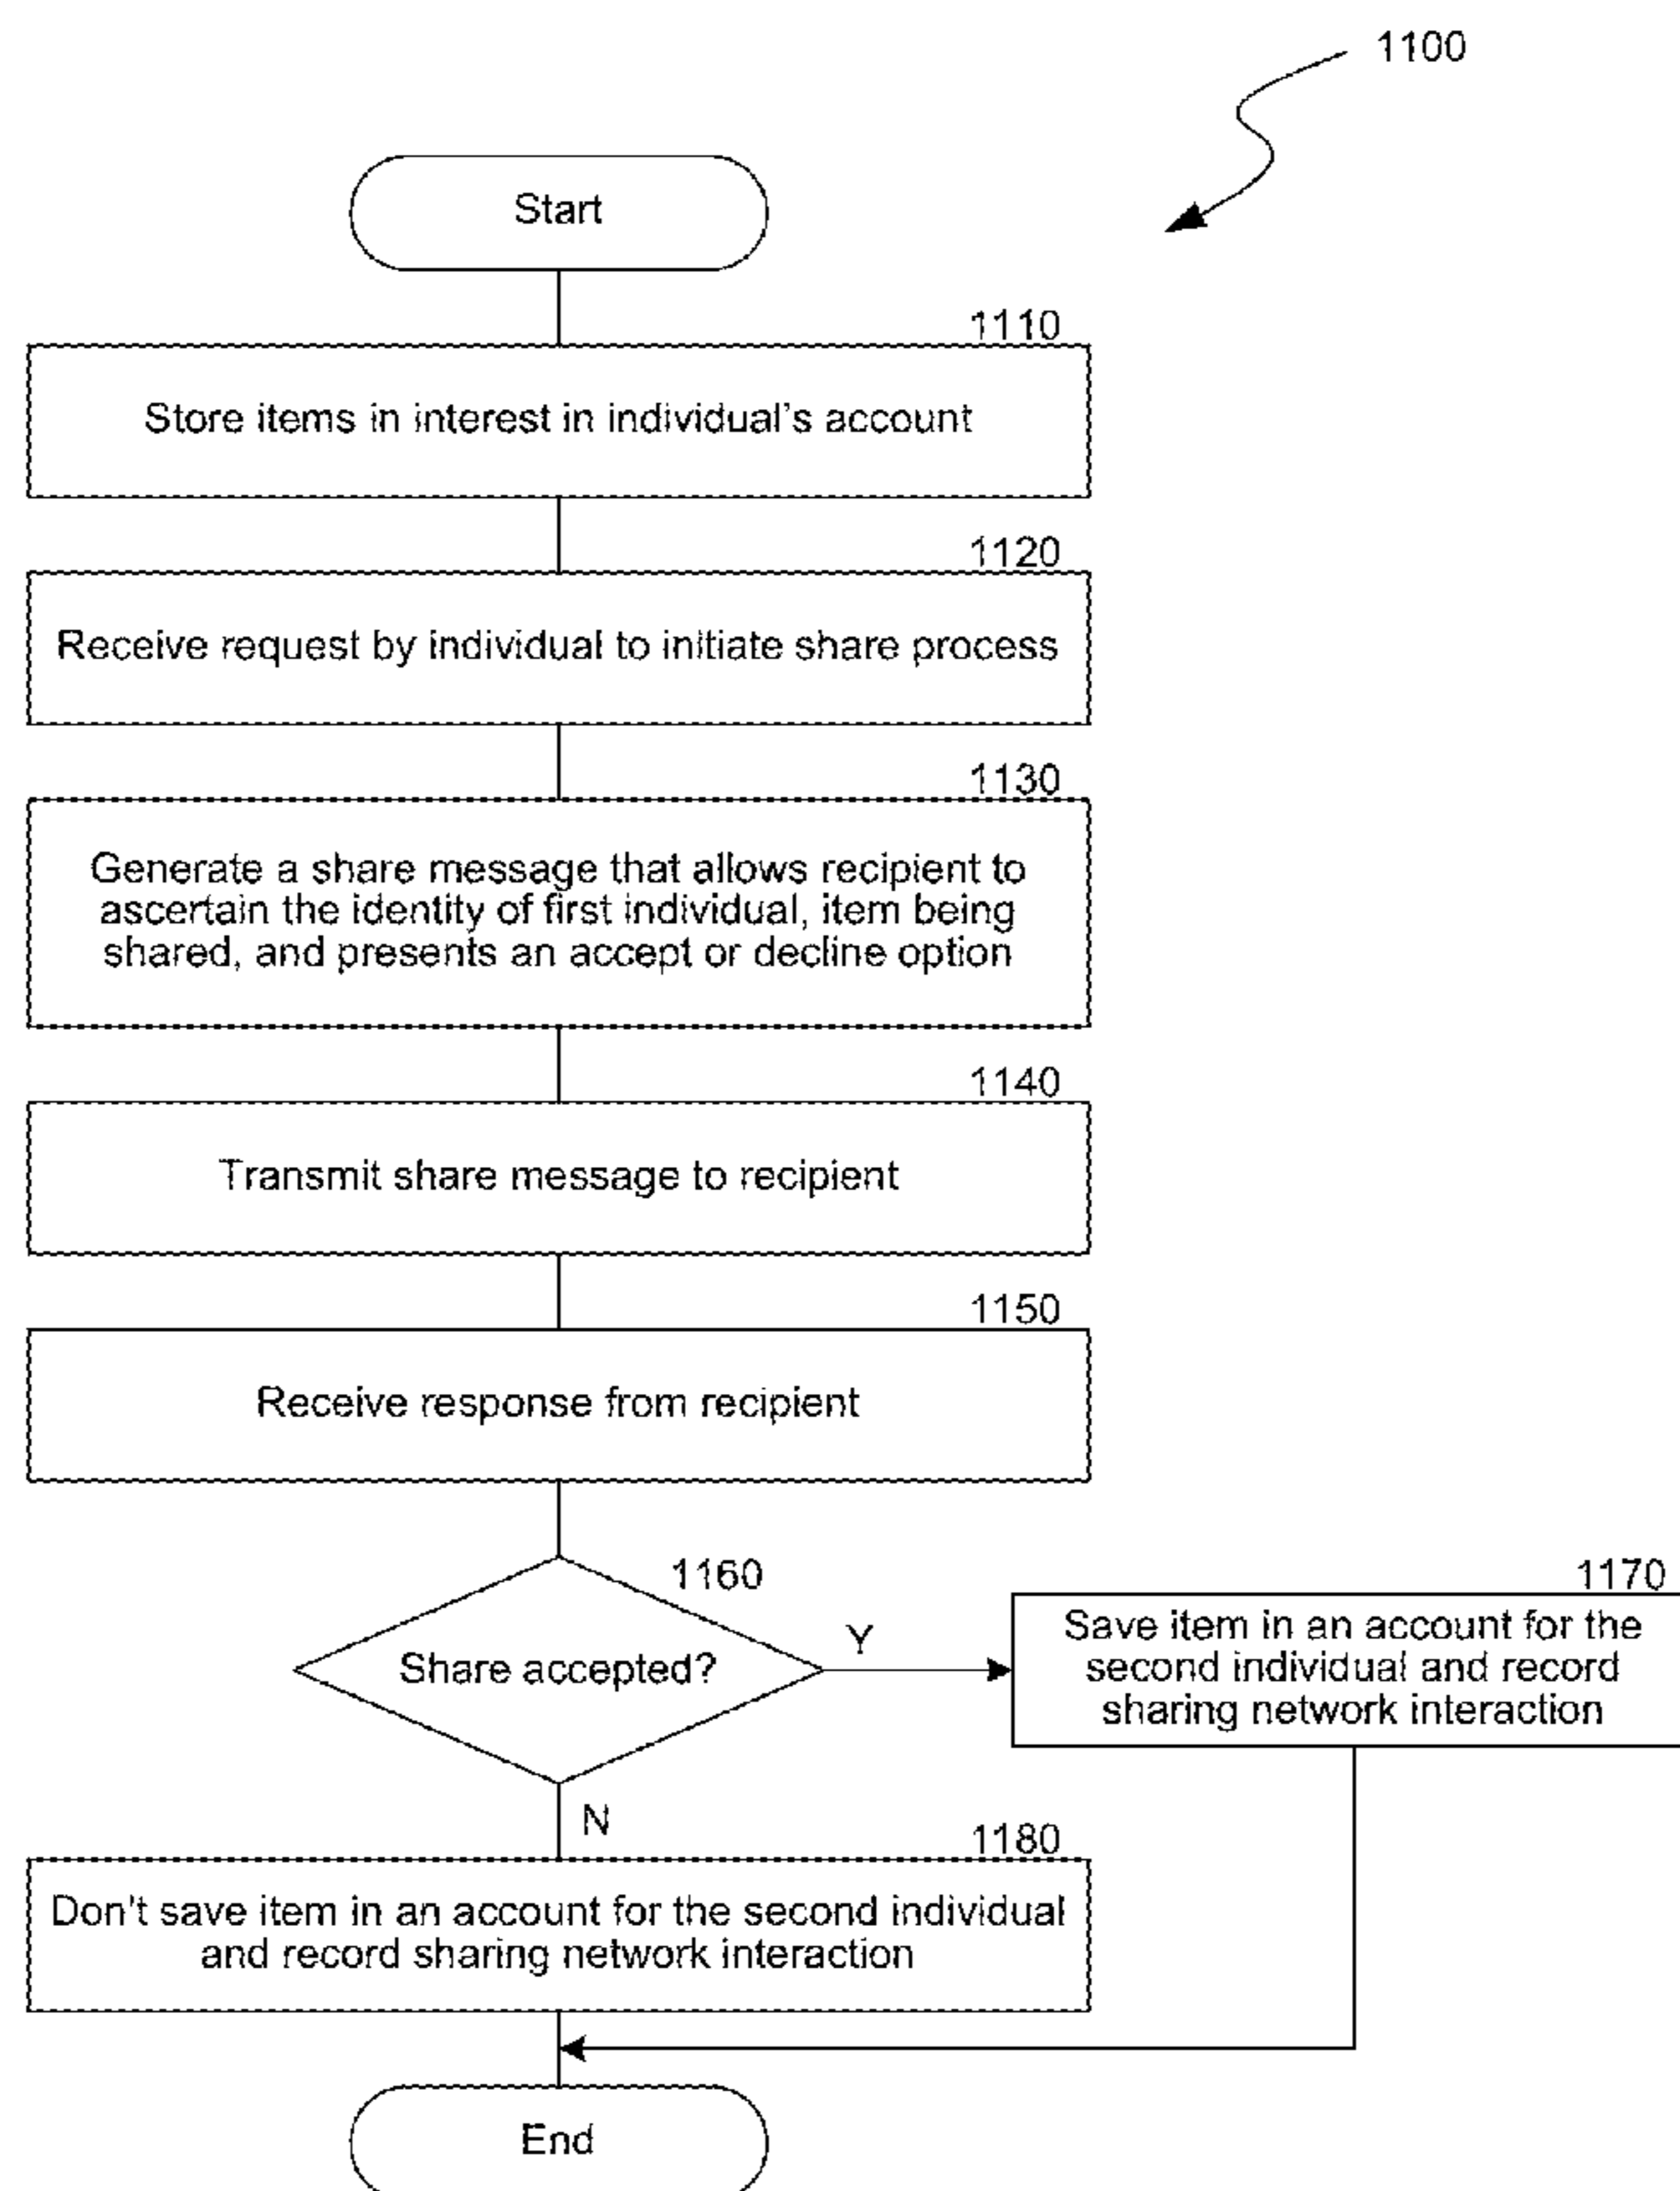 1100
Start
1110
Store items in interest in individual's account
1120
Receive request by individual to initiate share process
1130
Generate a share message that allows recipient to
ascertain the identity of first individual, item being
shared, and presents an accept or decline option
1140
Transmit share message to recipient
1150
Receive response from recipient
1160
Share accepted?
Y
1170
Save item in an account for the
second individual and record
sharing network interaction
N
1180
Don't save item in an account for the second individual
and record sharing network interaction
End